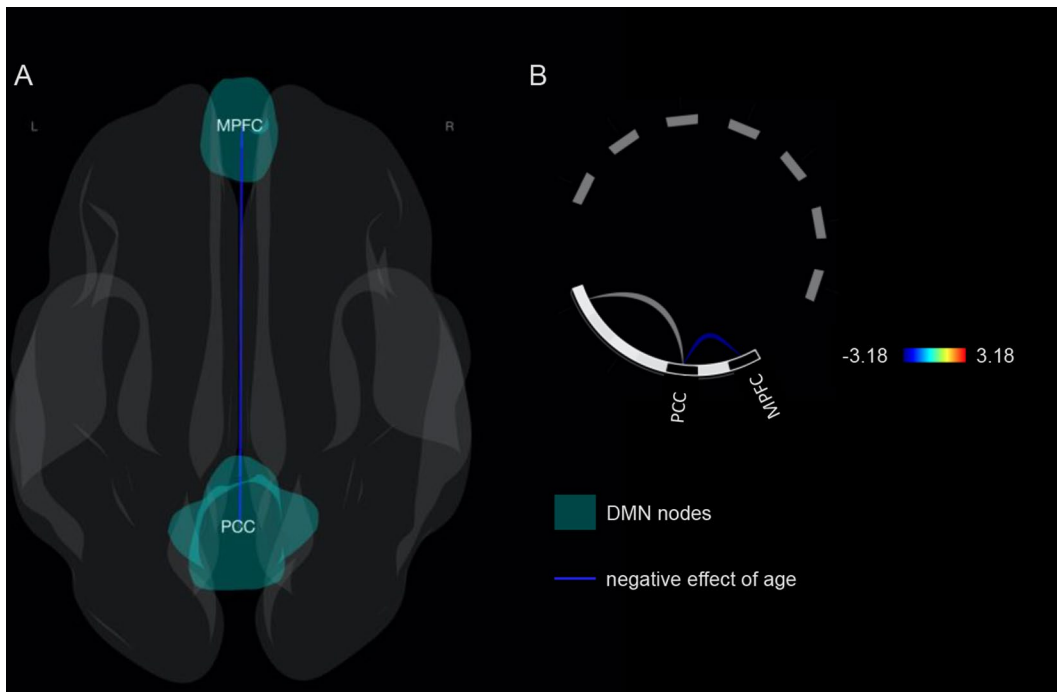 A
B
MPFC
L
R
PCC
PCC
MPFC
-3.18
3.18
DMN nodes
negative effect of age